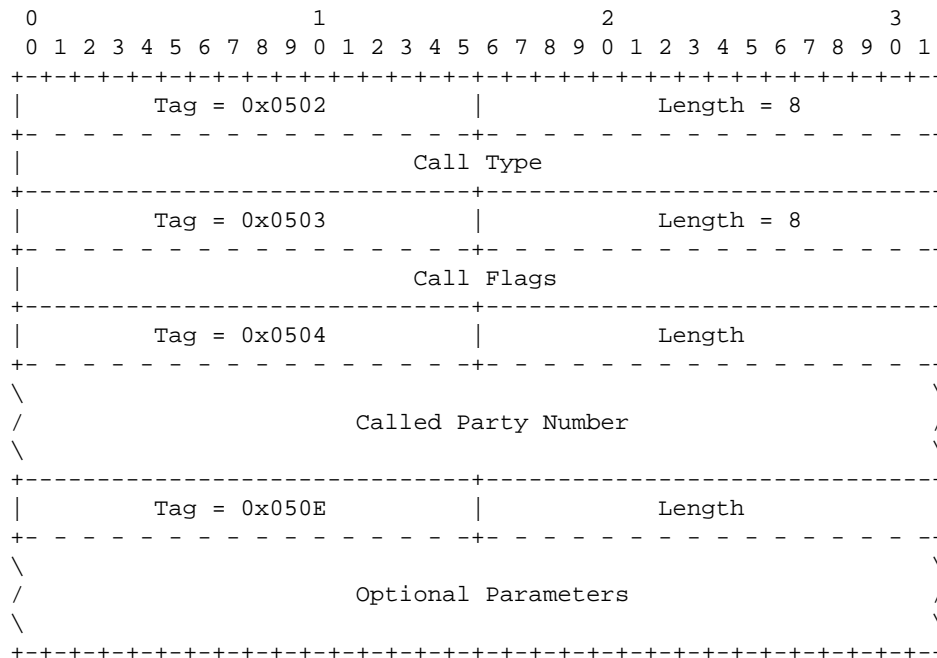 0                   1                   2                   3
 0 1 2 3 4 5 6 7 8 9 0 1 2 3 4 5 6 7 8 9 0 1 2 3 4 5 6 7 8 9 0 1
+-+-+-+-+-+-+-+-+-+-+-+-+-+-+-+-+-+-+-+-+-+-+-+-+-+-+-+-+-+-+-+--
|         Tag = 0x0502          |            Length = 8
+- - - - - - - - - - - - - - - -+- - - - - - - - - - - - - - - --
|                           Call Type
+-------------------------------+--------------------------------
|         Tag = 0x0503          |            Length = 8
+- - - - - - - - - - - - - - - -+- - - - - - - - - - - - - - - --
|                           Call Flags
+-------------------------------+--------------------------------
|         Tag = 0x0504          |            Length
+- - - - - - - - - - - - - - - -+- - - - - - - - - - - - - - - --
\                                                               \
/                       Called Party Number                     /
\                                                               \
+-------------------------------+--------------------------------
|         Tag = 0x050E          |            Length
+- - - - - - - - - - - - - - - -+- - - - - - - - - - - - - - - --
\                                                               \
/                       Optional Parameters                     /
\                                                               \
+-+-+-+-+-+-+-+-+-+-+-+-+-+-+-+-+-+-+-+-+-+-+-+-+-+-+-+-+-+-+-+--